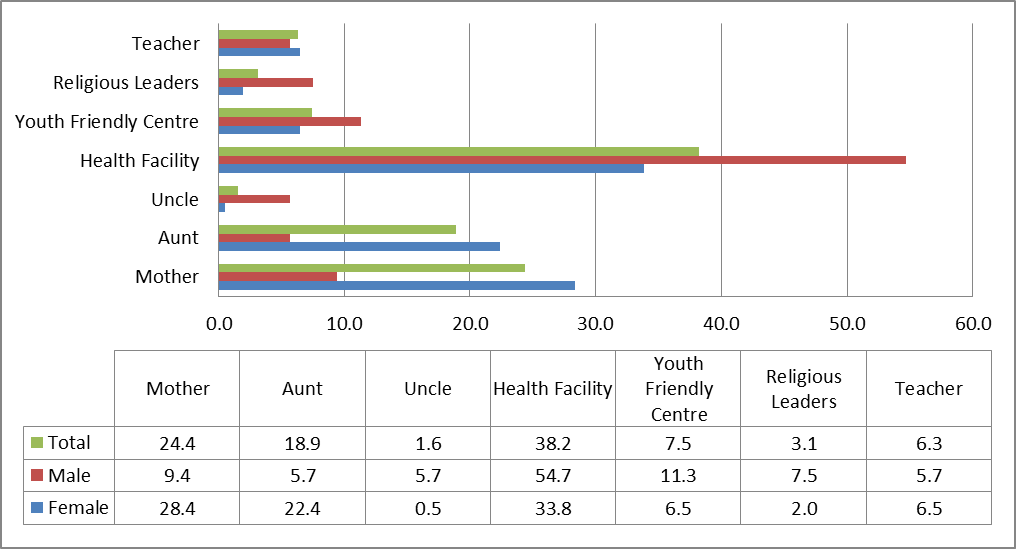 Teacher
Religious Leaders
Youth Friendly Centre
Health Facility
Uncle
Aunt
Mother
0.0 10.0 20.0 30.0 40.0 50.0 60.0
Mother Aunt Uncle Health Facility Youth Friendly Centre Religious Leaders Teacher
Total 24.4 18.9 1.6 38.2 7.5 3.1 6.3
Male 9.4 5.7 5.7 54.7 11.3 7.5 5.7
Female 28.4 22.4 0.5 33.8 6.5 2.0 6.5